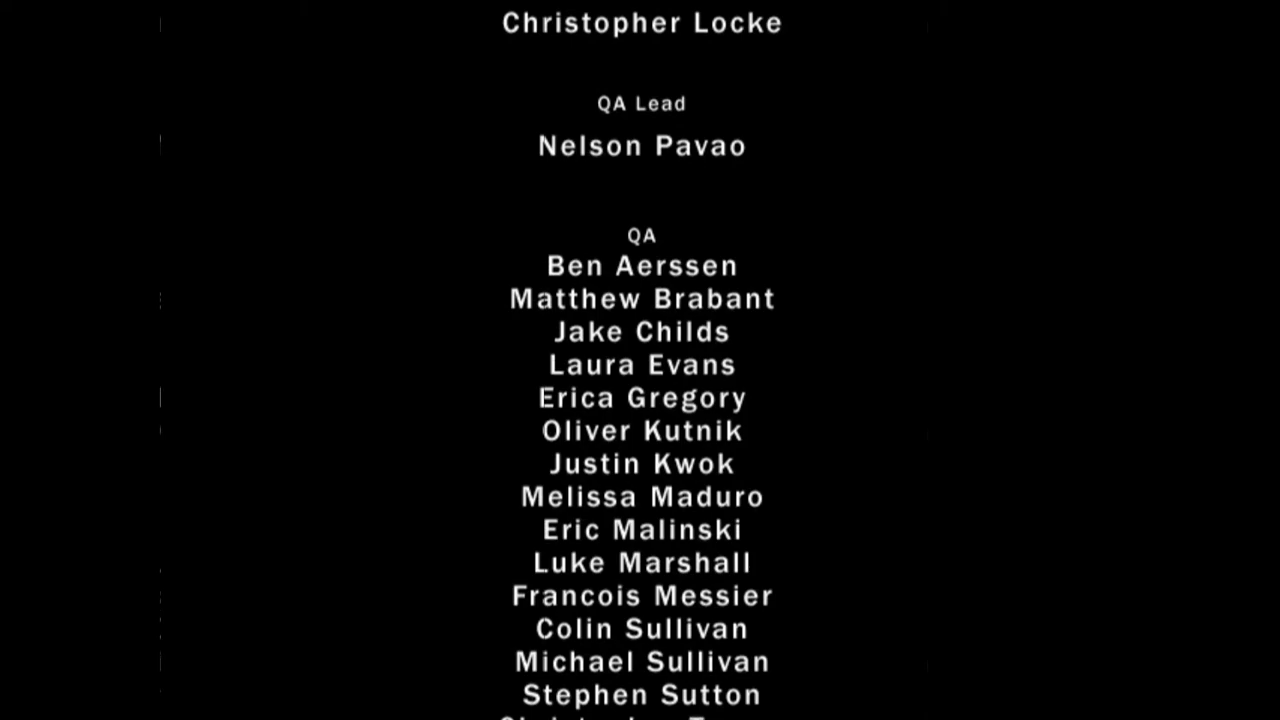 Christopher Locke
QA Lead
Nelson Pavao
QA
Ben Aerssen
Matthew Brabant
Jake Childs
Laura Evans
Erica Gregory
Oliver Kutnik
Justin Kwok
Melissa Maduro
Eric Malinski
Luke Marshall
Francois Messier
Colin Sullivan
Michael Sullivan
Stephen Sutton